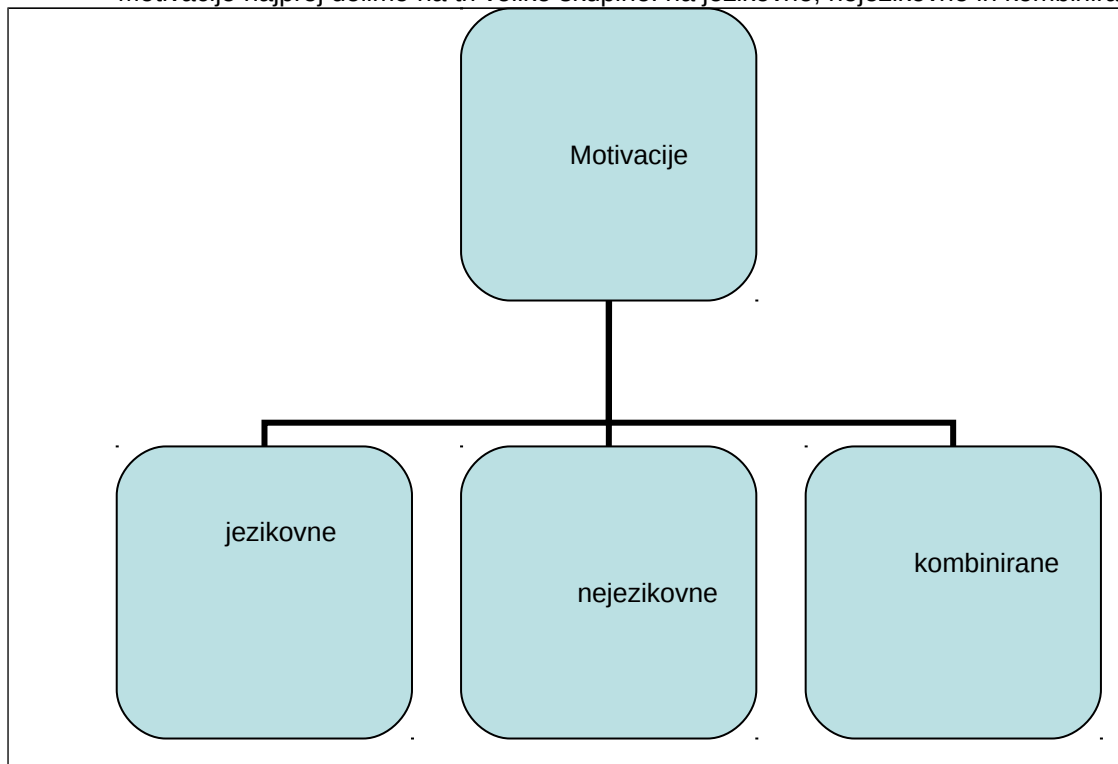 Motivacije najprej delimo na tri velike skupine: na jezikovne, nejezikovne in
Motivacije
jezikovne
nejezikovne
kombinirane